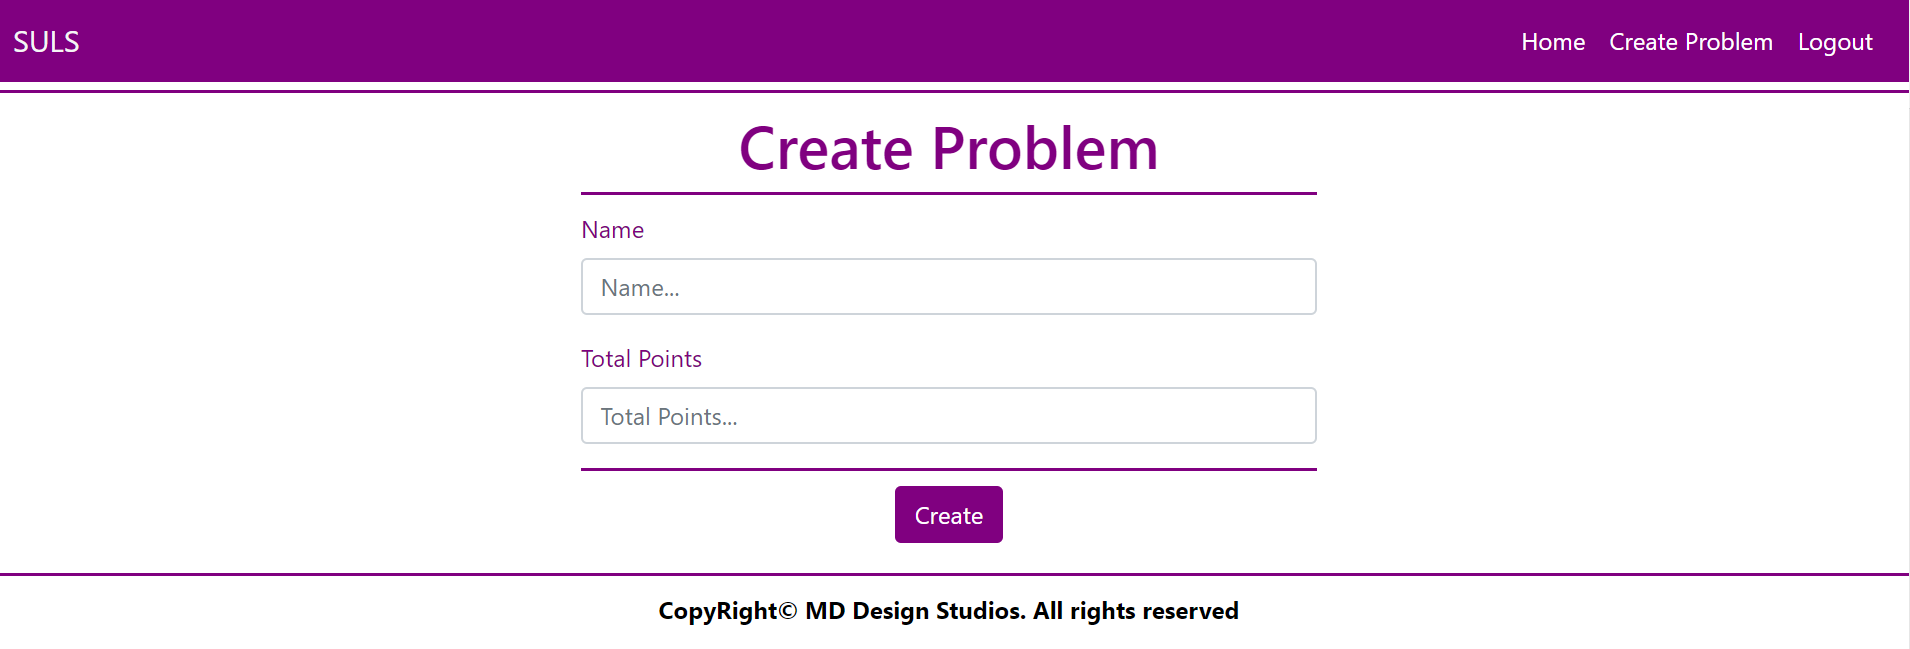 SULS
Home Create Problem Logout
Create Problem
Name
Name...
Total Points
Total Points...
Create
CopyRight© MD Design Studios. All rights reserved